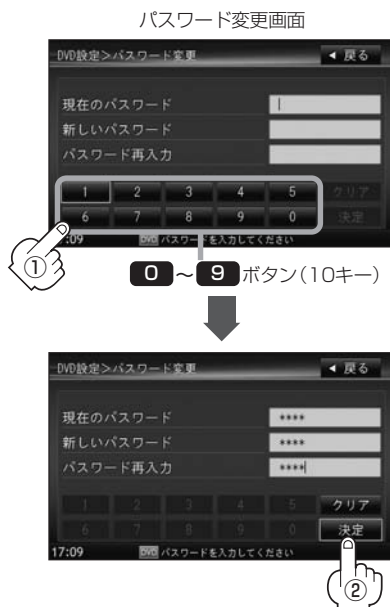 パスワード変更画面
DVD設定>パスワード変更
◀ 戻る
現在のパスワード
新しいパスワード
パスワード再入力
1 2 3 4 5 クリア
6 7 8 9 0 決定
:09 DVD パスワードを入力してください
①
0 ~ 9 ボタン(10キー)
DVD設定>パスワード変更
◀ 戻る
現在のパスワード ****
新しいパスワード ****
パスワード再入力 ****
1 2 3 4 5 クリア
6 7 8 9 0 決定
17:09 DVD パスワードを入力してください
②